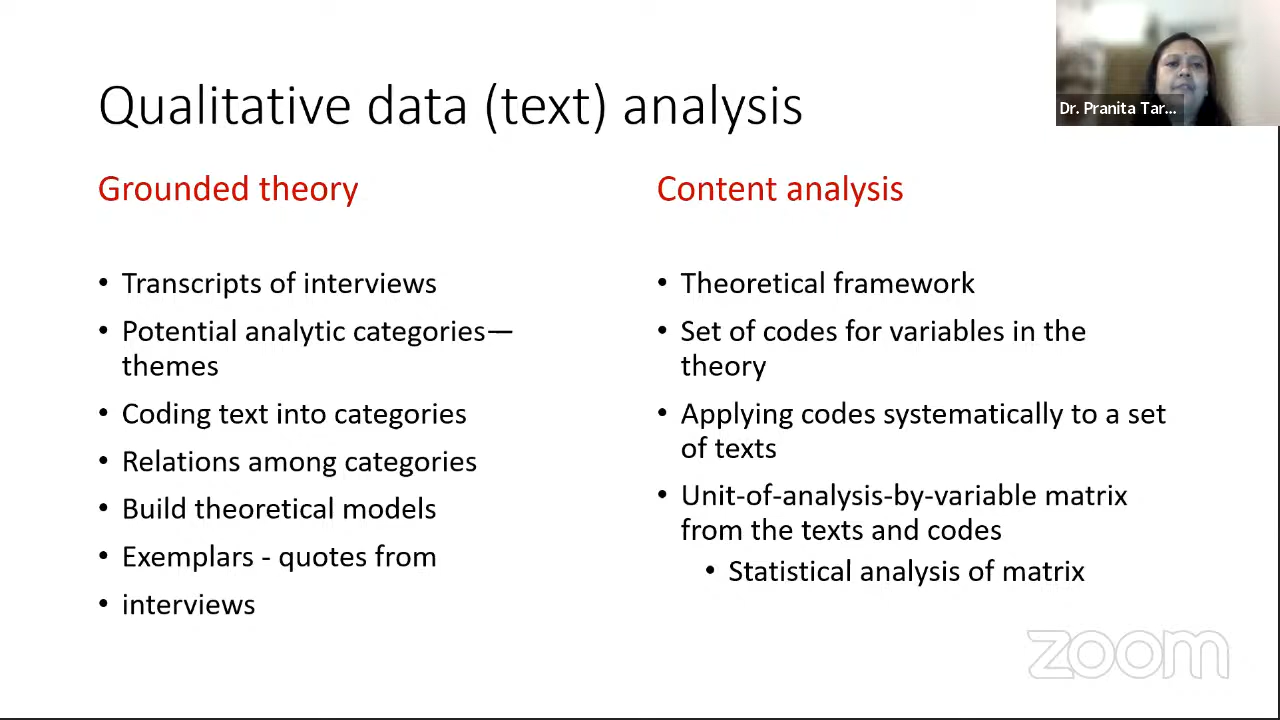 Qualitative data (text) analysis
Dr. Pranita Tar...
Grounded theory
• Transcripts of interviews
• Potential analytic categories—
themes
• Coding text into categories
• Relations among categories
• Build theoretical models
• Exemplars - quotes from
• interviews
Content analysis
• Theoretical framework
• Set of codes for variables in the
theory
• Applying codes systematically to a set
of texts
• Unit-of-analysis-by-variable matrix
from the texts and codes
• Statistical analysis of matrix
zoom